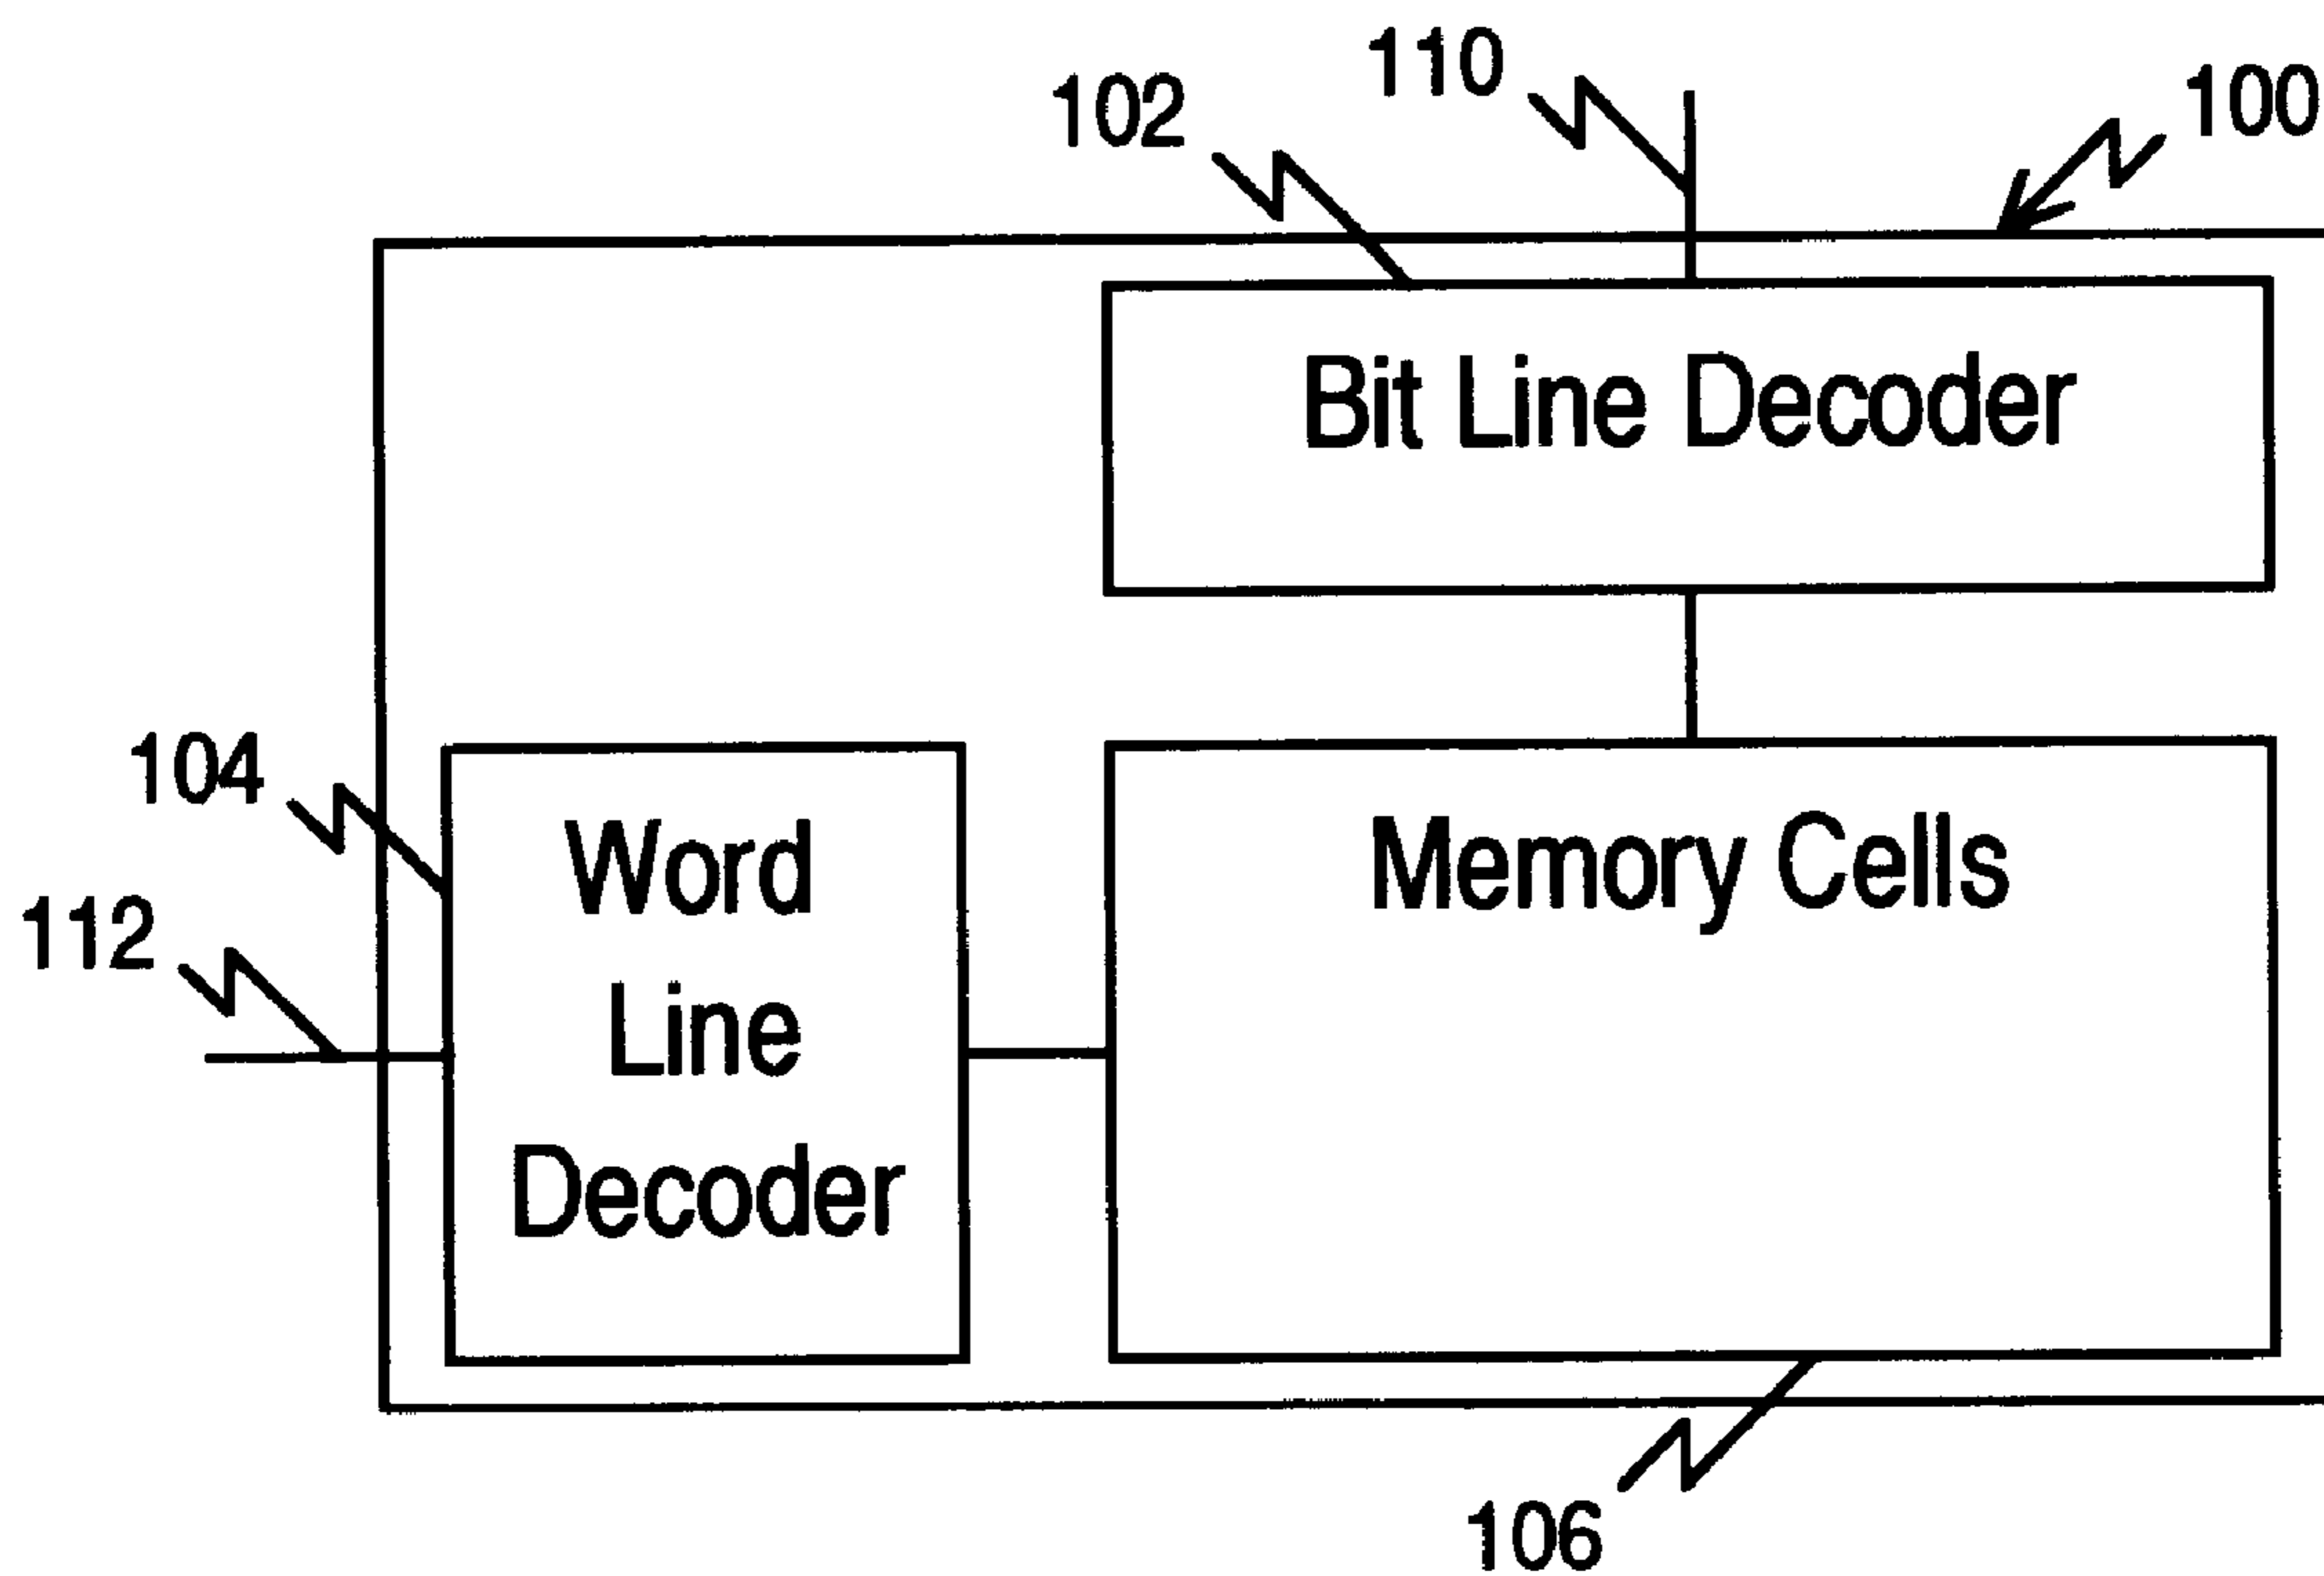 110
102
100
Bit Line Decoder
104
Word
Line
Decoder
Memory Cells
112
106